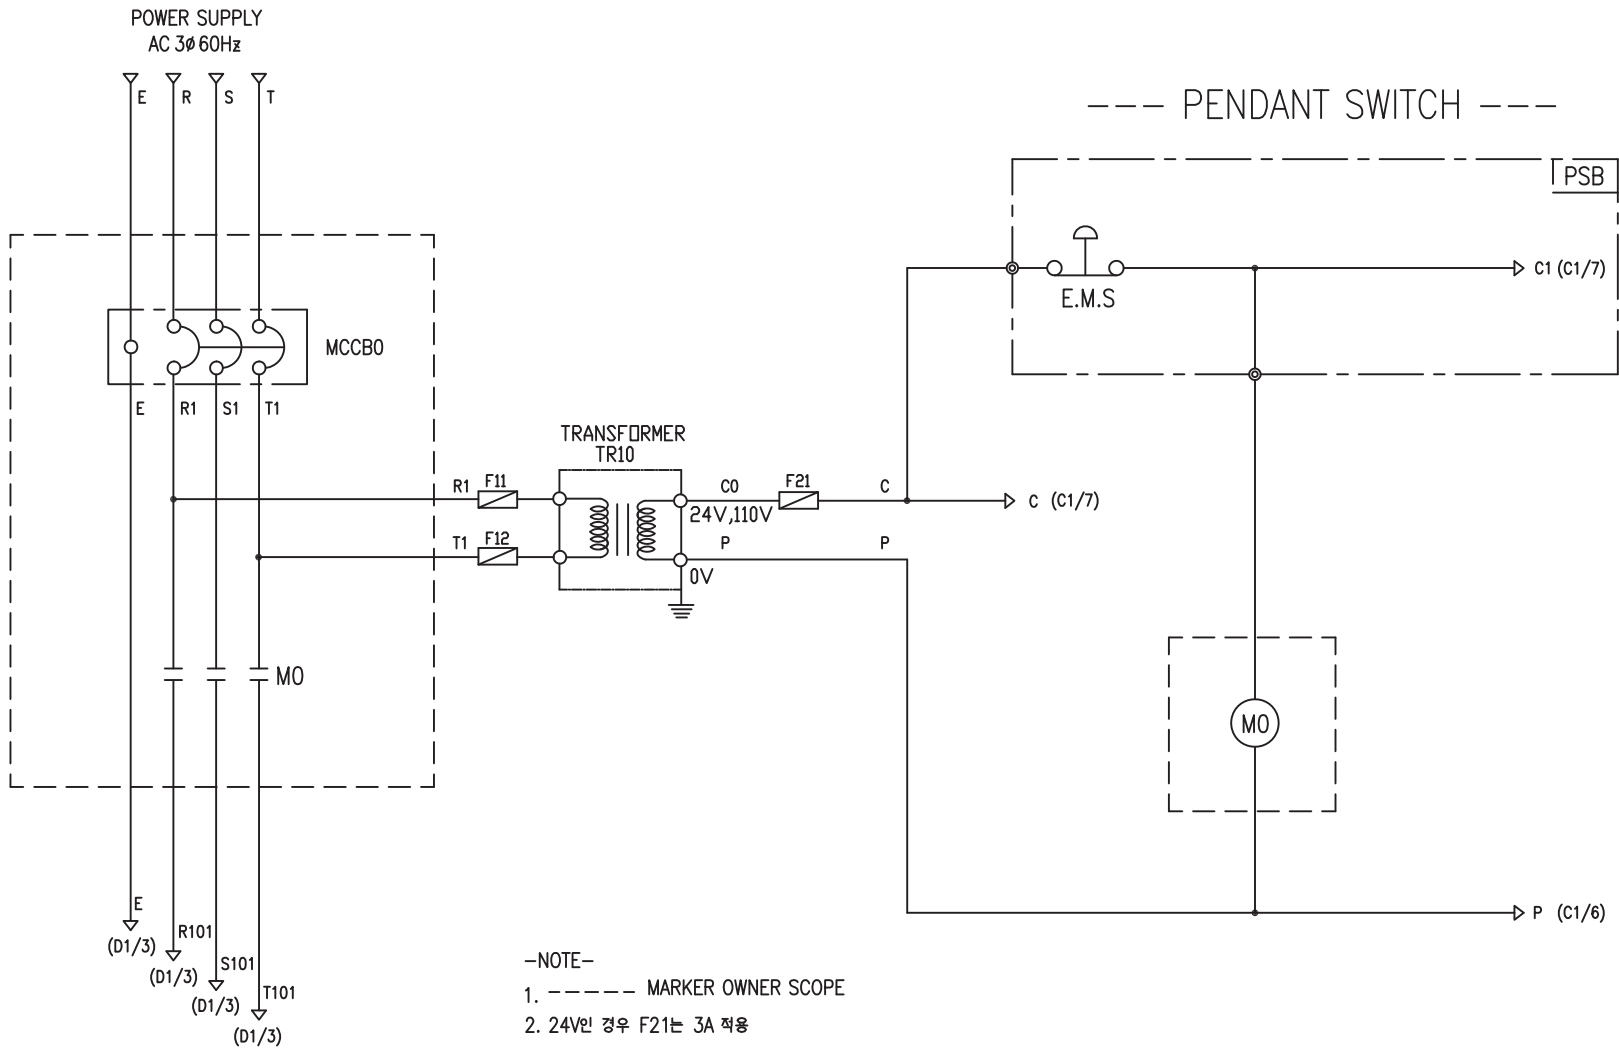 POWER SUPPLY
AC 3ø 60Hz
E R S T
--- PENDANT SWITCH ---
PSB
E.M.S
C1 (C1/7)
MCCB0
E R1 S1 T1
TRANSFORMER
TR10
R1 F11
T1 F12
C0 F21 C
24V,110V
C (C1/7)
P P
0V
M0
M0
E
(D1/3)
R101
(D1/3)
S101
(D1/3)
T101
(D1/3)
P (C1/6)
-NOTE-
1. ------ MARKER OWNER SCOPE
2. 24V인 경우 F21는 3A 적용